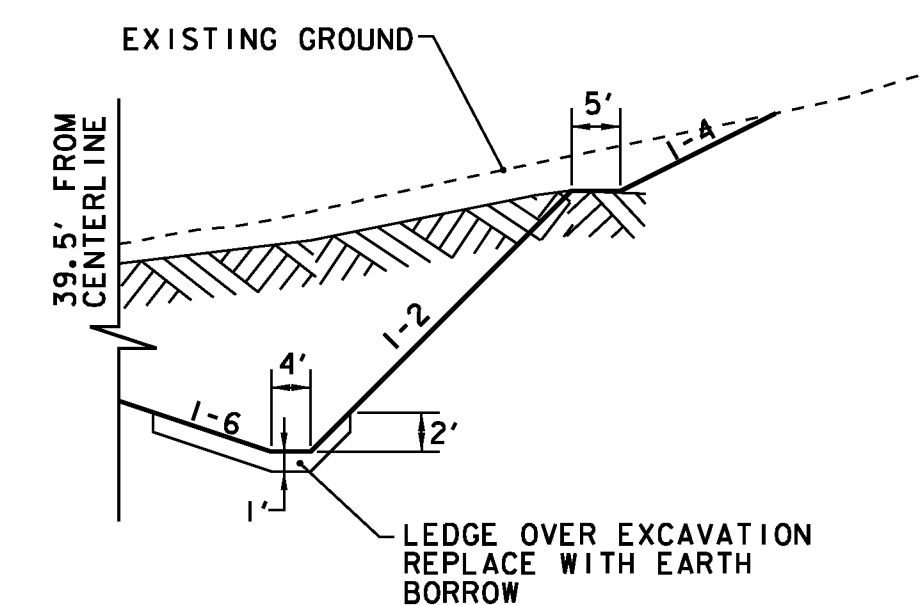 EXISTING GROUND
5'
1-4
39.5' FROM
CENTERLINE
1-2
4'
1-6
2'
1'
LEDGE OVER EXCAVATION
REPLACE WITH EARTH
BORROW